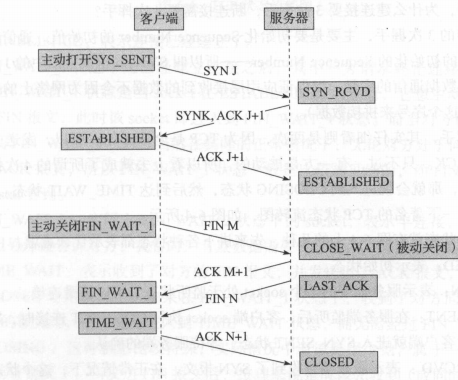 客户端
服务器
主动打开SYS_SENT
SYN J
SYN_RCVD
SYNK, ACK J+1
ESTABLISHED
ACK J+1
ESTABLISHED
主动关闭FIN_WAIT_1
FIN M
CLOSE_WAIT（被动关闭）
ACK M+1
FIN_WAIT_1
LAST_ACK
FIN N
TIME_WAIT
ACK N+1
CLOSED